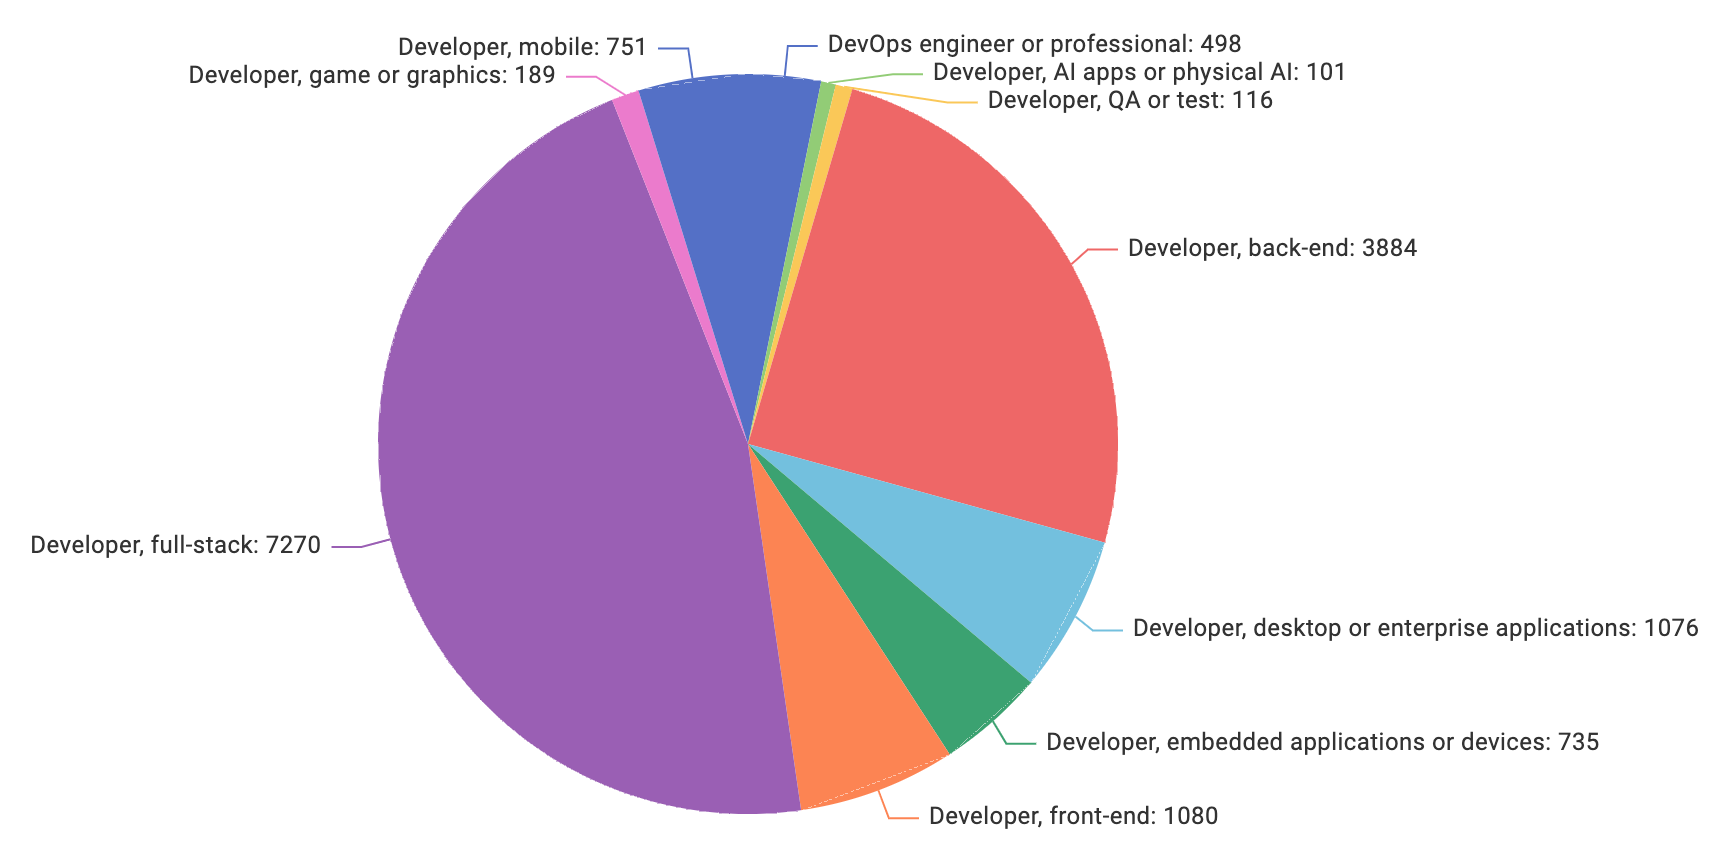 Developer, mobile: 751
DevOps engineer or professional: 498
Developer, game or graphics: 189
Developer, AI apps or physical AI: 101
Developer, QA or test: 116
Developer, back-end: 3884
Developer, full-stack: 7270
Developer, desktop or enterprise applications: 1076
Developer, embedded applications or devices: 735
Developer, front-end: 1080